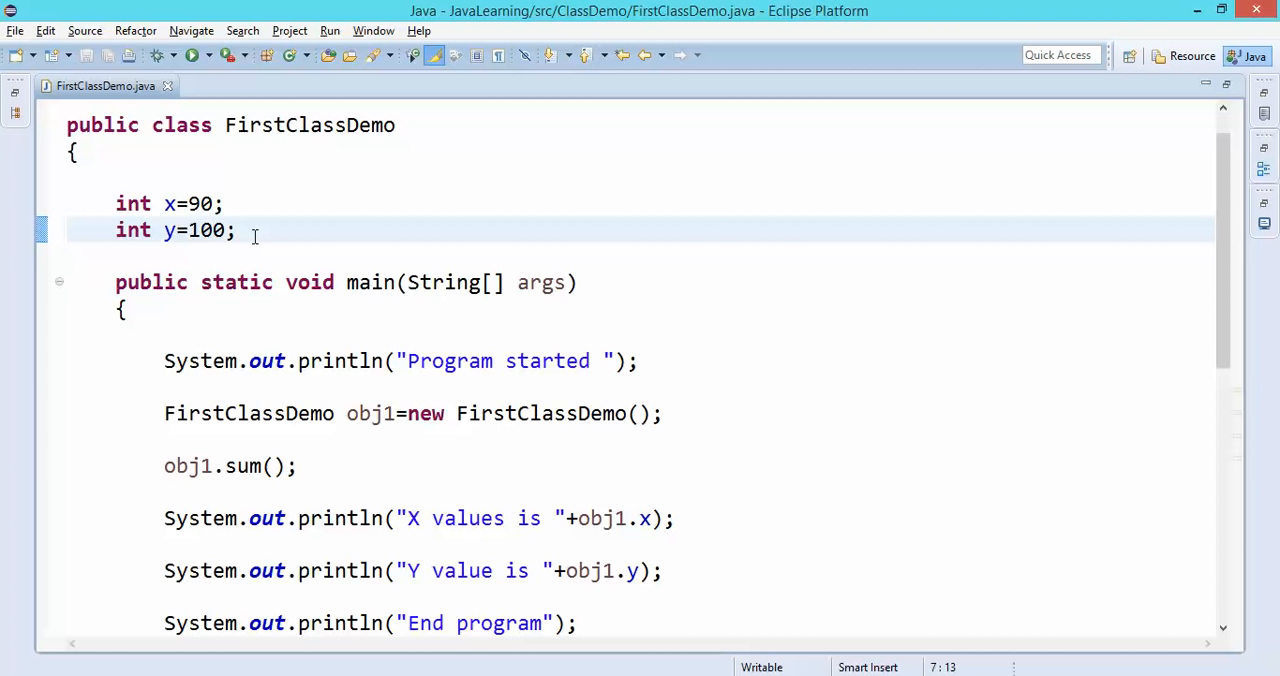 Java - JavaLearning/src/ClassDemo/FirstClassDemo.java - Eclipse Platform
File Edit Source Refactor Navigate Search Project Run Window Help
Quick Access Resource Java
FirstClassDemo.java
public class FirstClassDemo
{
int x=90;
int y=100;
public static void main(String[] args)
{
System.out.println("Program started ");
FirstClassDemo obj1=new FirstClassDemo();
obj1.sum();
System.out.println("X values is "+obj1.x);
System.out.println("Y value is "+obj1.y);
System.out.println("End program");
Writable Smart Insert 7 : 13